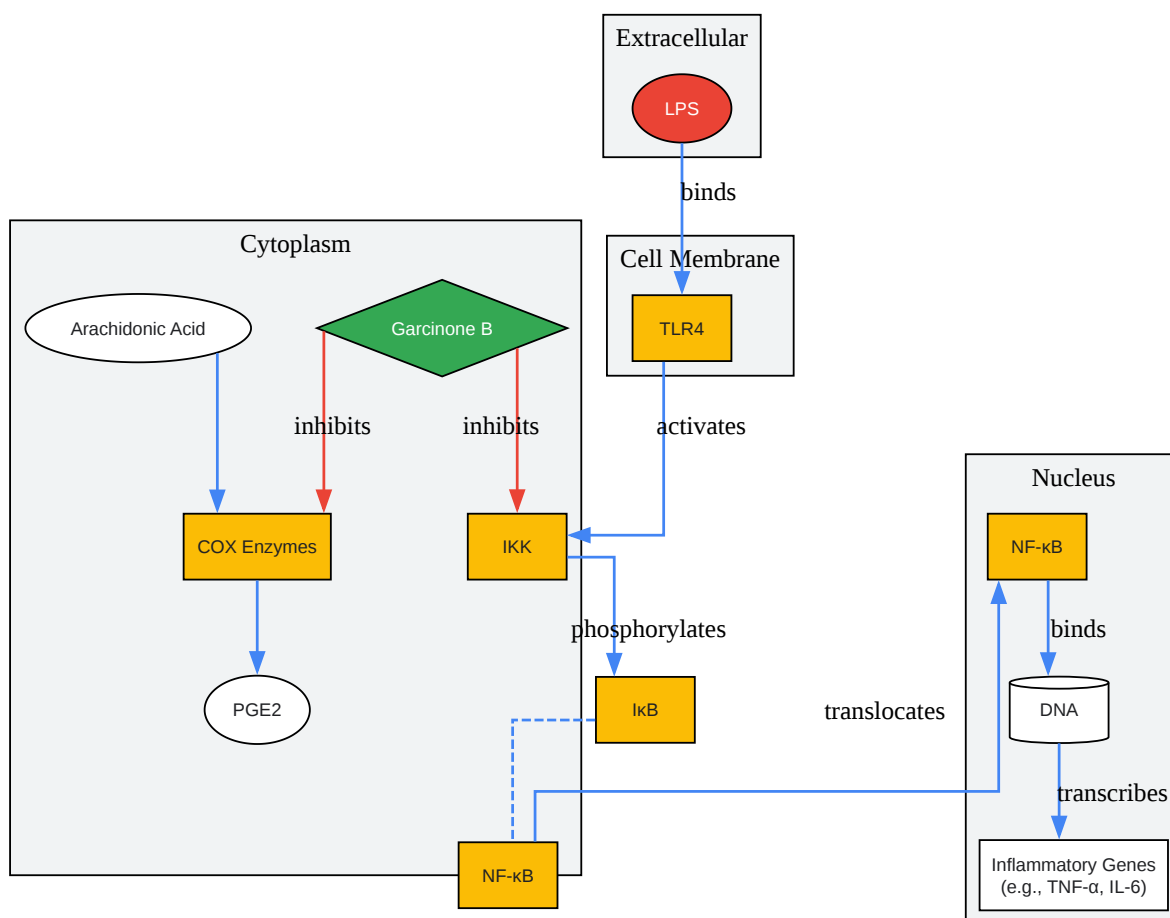 Extracellular
LPS
binds
Cytoplasm
Cell Membrane
Arachidonic Acid
Garcinone B
TLR4
inhibits
inhibits
activates
Nucleus
COX Enzymes
IKK
NF-κB
phosphorylates
binds
PGE2
IκB
translocates
DNA
transcribes
NF-κB
Inflammatory Genes
(e.g., TNF-α, IL-6)